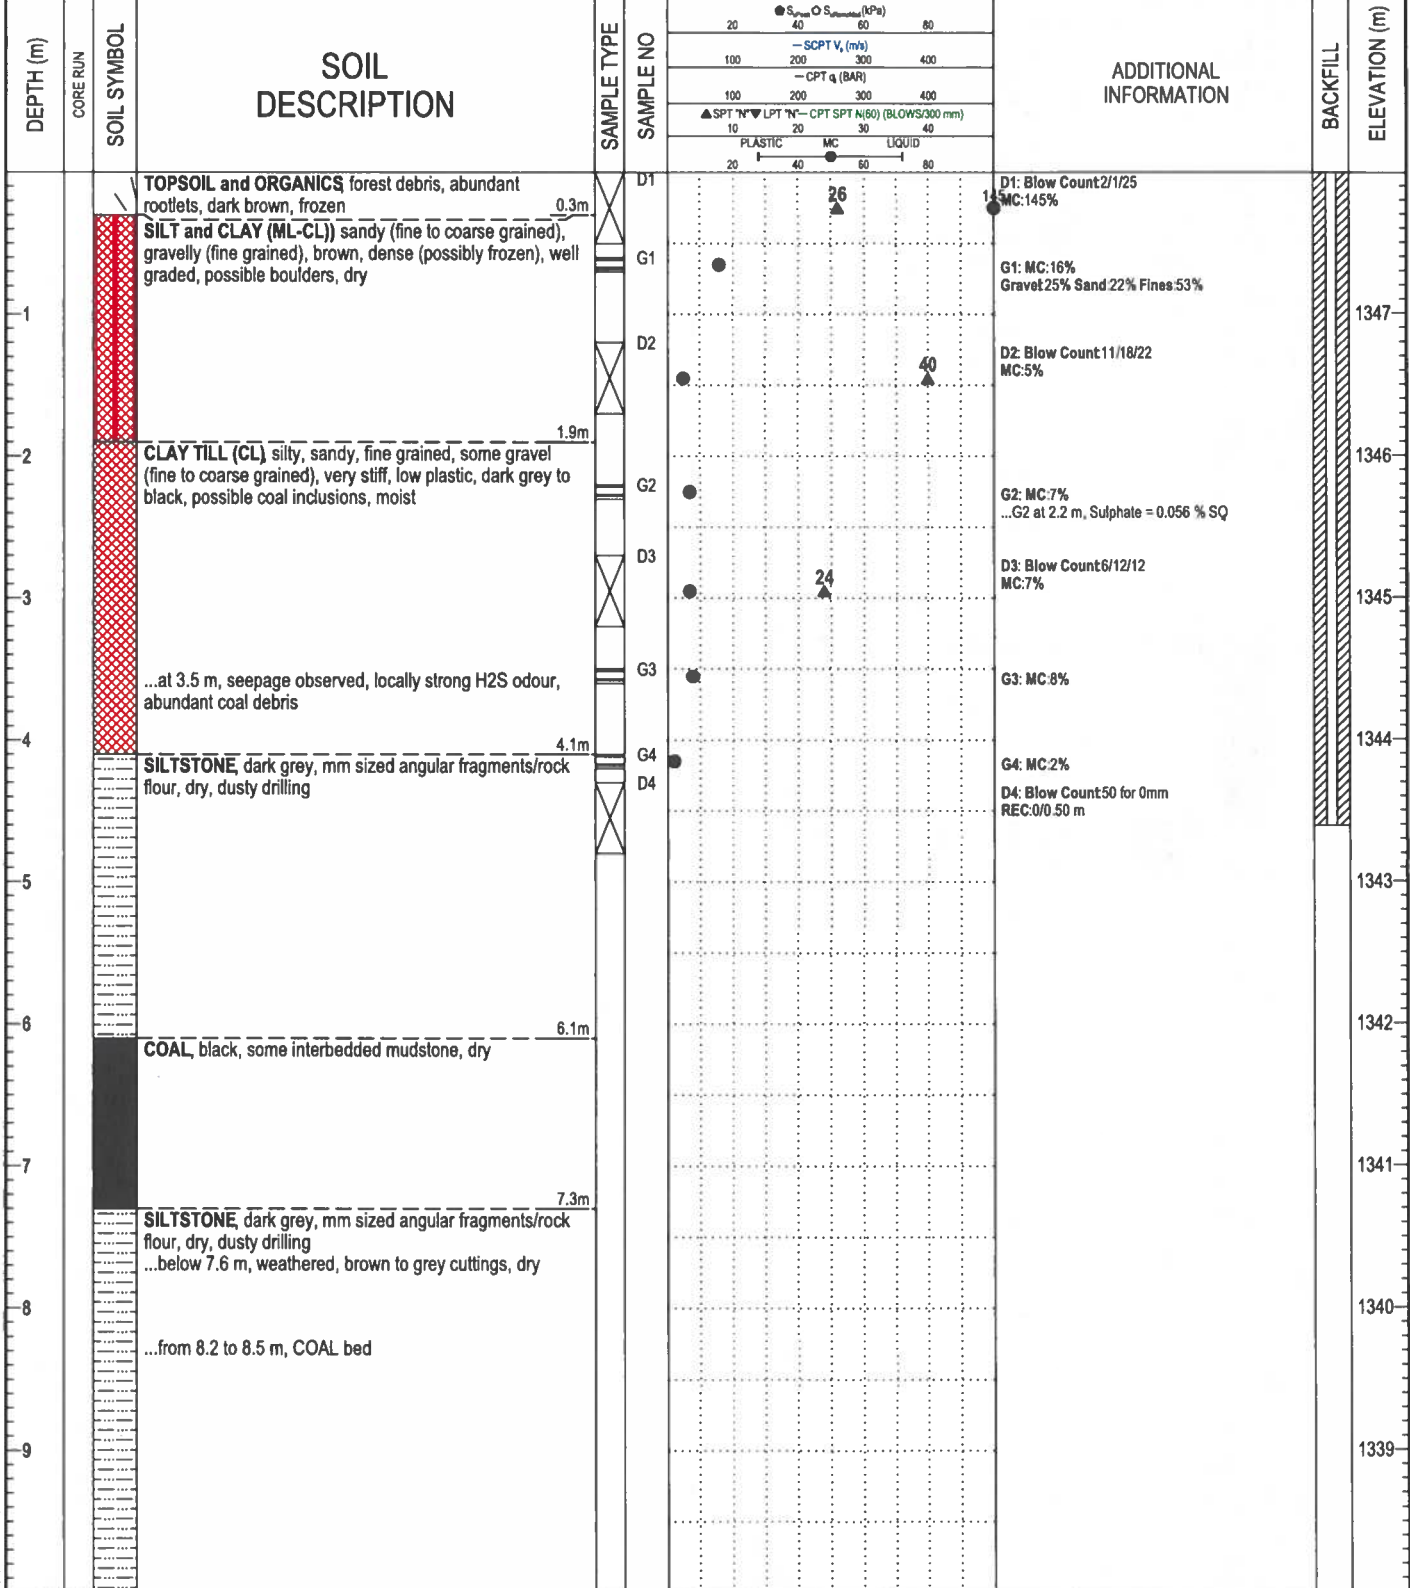 DEPTH (m)
CORE RUN
SOIL SYMBOL
SOIL
DESCRIPTION
SAMPLE TYPE
SAMPLE NO
(kPa)
20 40 60 80
SCPT Vs (m/s)
100 200 300 400
CPT q (BAR)
100 200 300 400
▲SPT "N"▼ LPT "N"— CPT SPT N(60) (BLOWS/300 mm)
10 20 30 40
PLASTIC MC LIQUID
20 40 60 80
ADDITIONAL
INFORMATION
BACKFILL
ELEVATION (m)
TOPSOIL and ORGANICS, forest debris, abundant
rootlets, dark brown, frozen
0.3m
D1
26
145
D1: Blow Count:2/1/25
MC:145%
SILT and CLAY (ML-CL)) sandy (fine to coarse grained),
gravelly (fine grained), brown, dense (possibly frozen), well
graded, possible boulders, dry
G1
G1: MC:16%
Gravel:25% Sand:22% Fines:53%
1
1347
D2
40
D2: Blow Count:11/18/22
MC:5%
1.9m
2
1346
CLAY TILL (CL), silty, sandy, fine grained, some gravel
(fine to coarse grained), very stiff, low plastic, dark grey to
black, possible coal inclusions, moist
G2
G2: MC:7%
...G2 at 2.2 m, Sulphate = 0.056 % SQ
D3
24
D3: Blow Count:6/12/12
MC:7%
3
1345
...at 3.5 m, seepage observed, locally strong H2S odour,
abundant coal debris
G3
G3: MC:8%
4
1344
4.1m
SILTSTONE, dark grey, mm sized angular fragments/rock
flour, dry, dusty drilling
G4
G4: MC:2%
D4
D4: Blow Count:50 for 0mm
REC:0/0.50 m
5
1343
6
1342
6.1m
COAL, black, some interbedded mudstone, dry
7
1341
7.3m
SILTSTONE, dark grey, mm sized angular fragments/rock
flour, dry, dusty drilling
...below 7.6 m, weathered, brown to grey cuttings, dry
8
1340
...from 8.2 to 8.5 m, COAL bed
9
1339